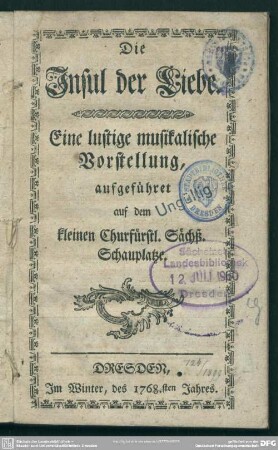 Die
Insul der Liebe
Eine lustige musikalische
Vorstellung,
aufgeführet
auf dem
kleinen Churfürstl. Sächß.
Schauplatze.
Ungültig
Sächsische
Landesbibliothek
12. JULI 1960
Dresden
DRESDEN,
Im Winter, des 1768.sten Jahres.